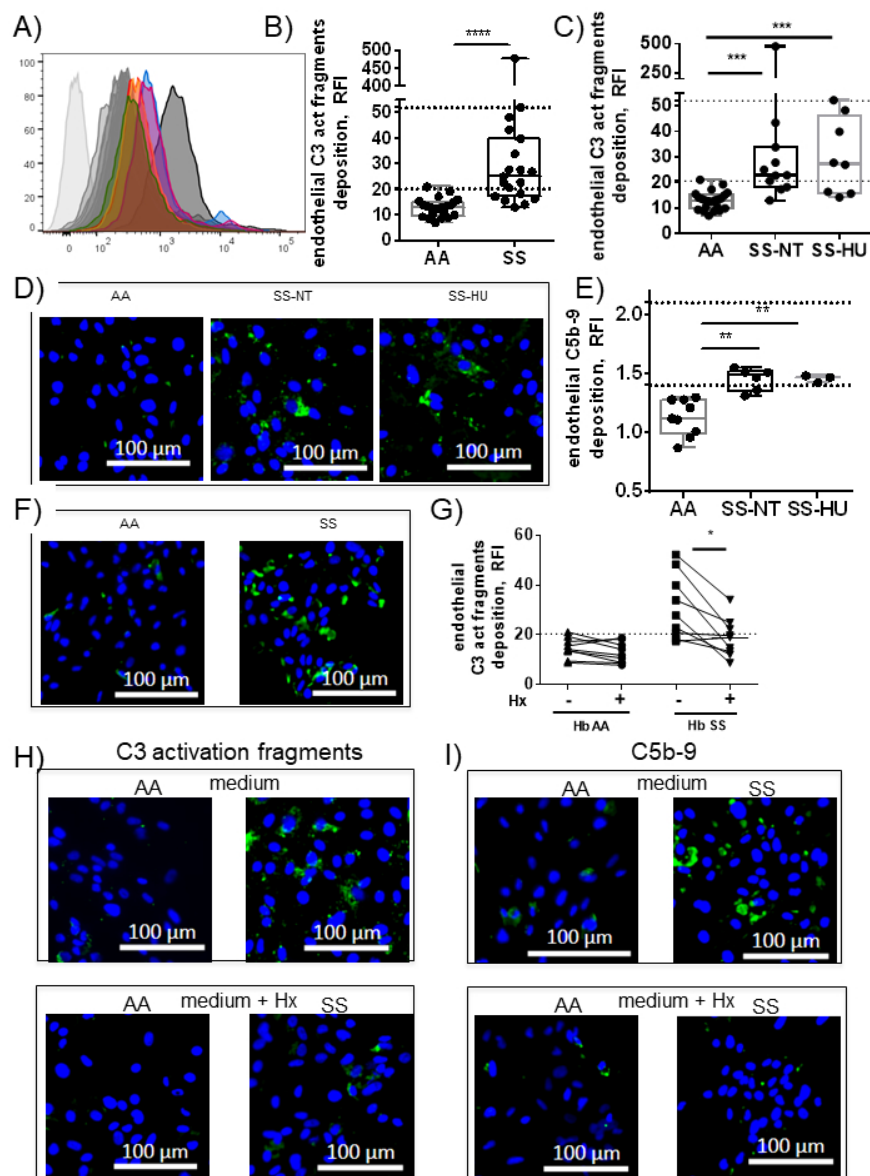 A)
100
80
60
40
20
0
0
10²
10³
10⁴
10⁵
B)
endothelial C3 act fragments
deposition, RFI
500
450
400
50
40
30
20
10
0
****
AA
SS
C)
endothelial C3 act fragments
deposition, RFI
500
250
50
40
30
20
10
0
***
***
AA
SS-NT
SS-HU
D)
AA
SS-NT
SS-HU
100 µm
100 µm
100 µm
E)
endothelial C5b-9
deposition, RFI
2.0
1.5
1.0
0.5
**
**
AA
SS-NT
SS-HU
F)
AA
SS
100 µm
100 µm
G)
endothelial
C3 act fragments
deposition, RFI
60
40
20
0
*
Hx
-
+
-
+
Hb AA
Hb SS
H)
C3 activation fragments
AA
medium
100 µm
100 µm
AA
medium + Hx
SS
100 µm
100 µm
I)
C5b-9
AA
medium
SS
100 µm
100 µm
AA
medium + Hx
SS
100 µm
100 µm